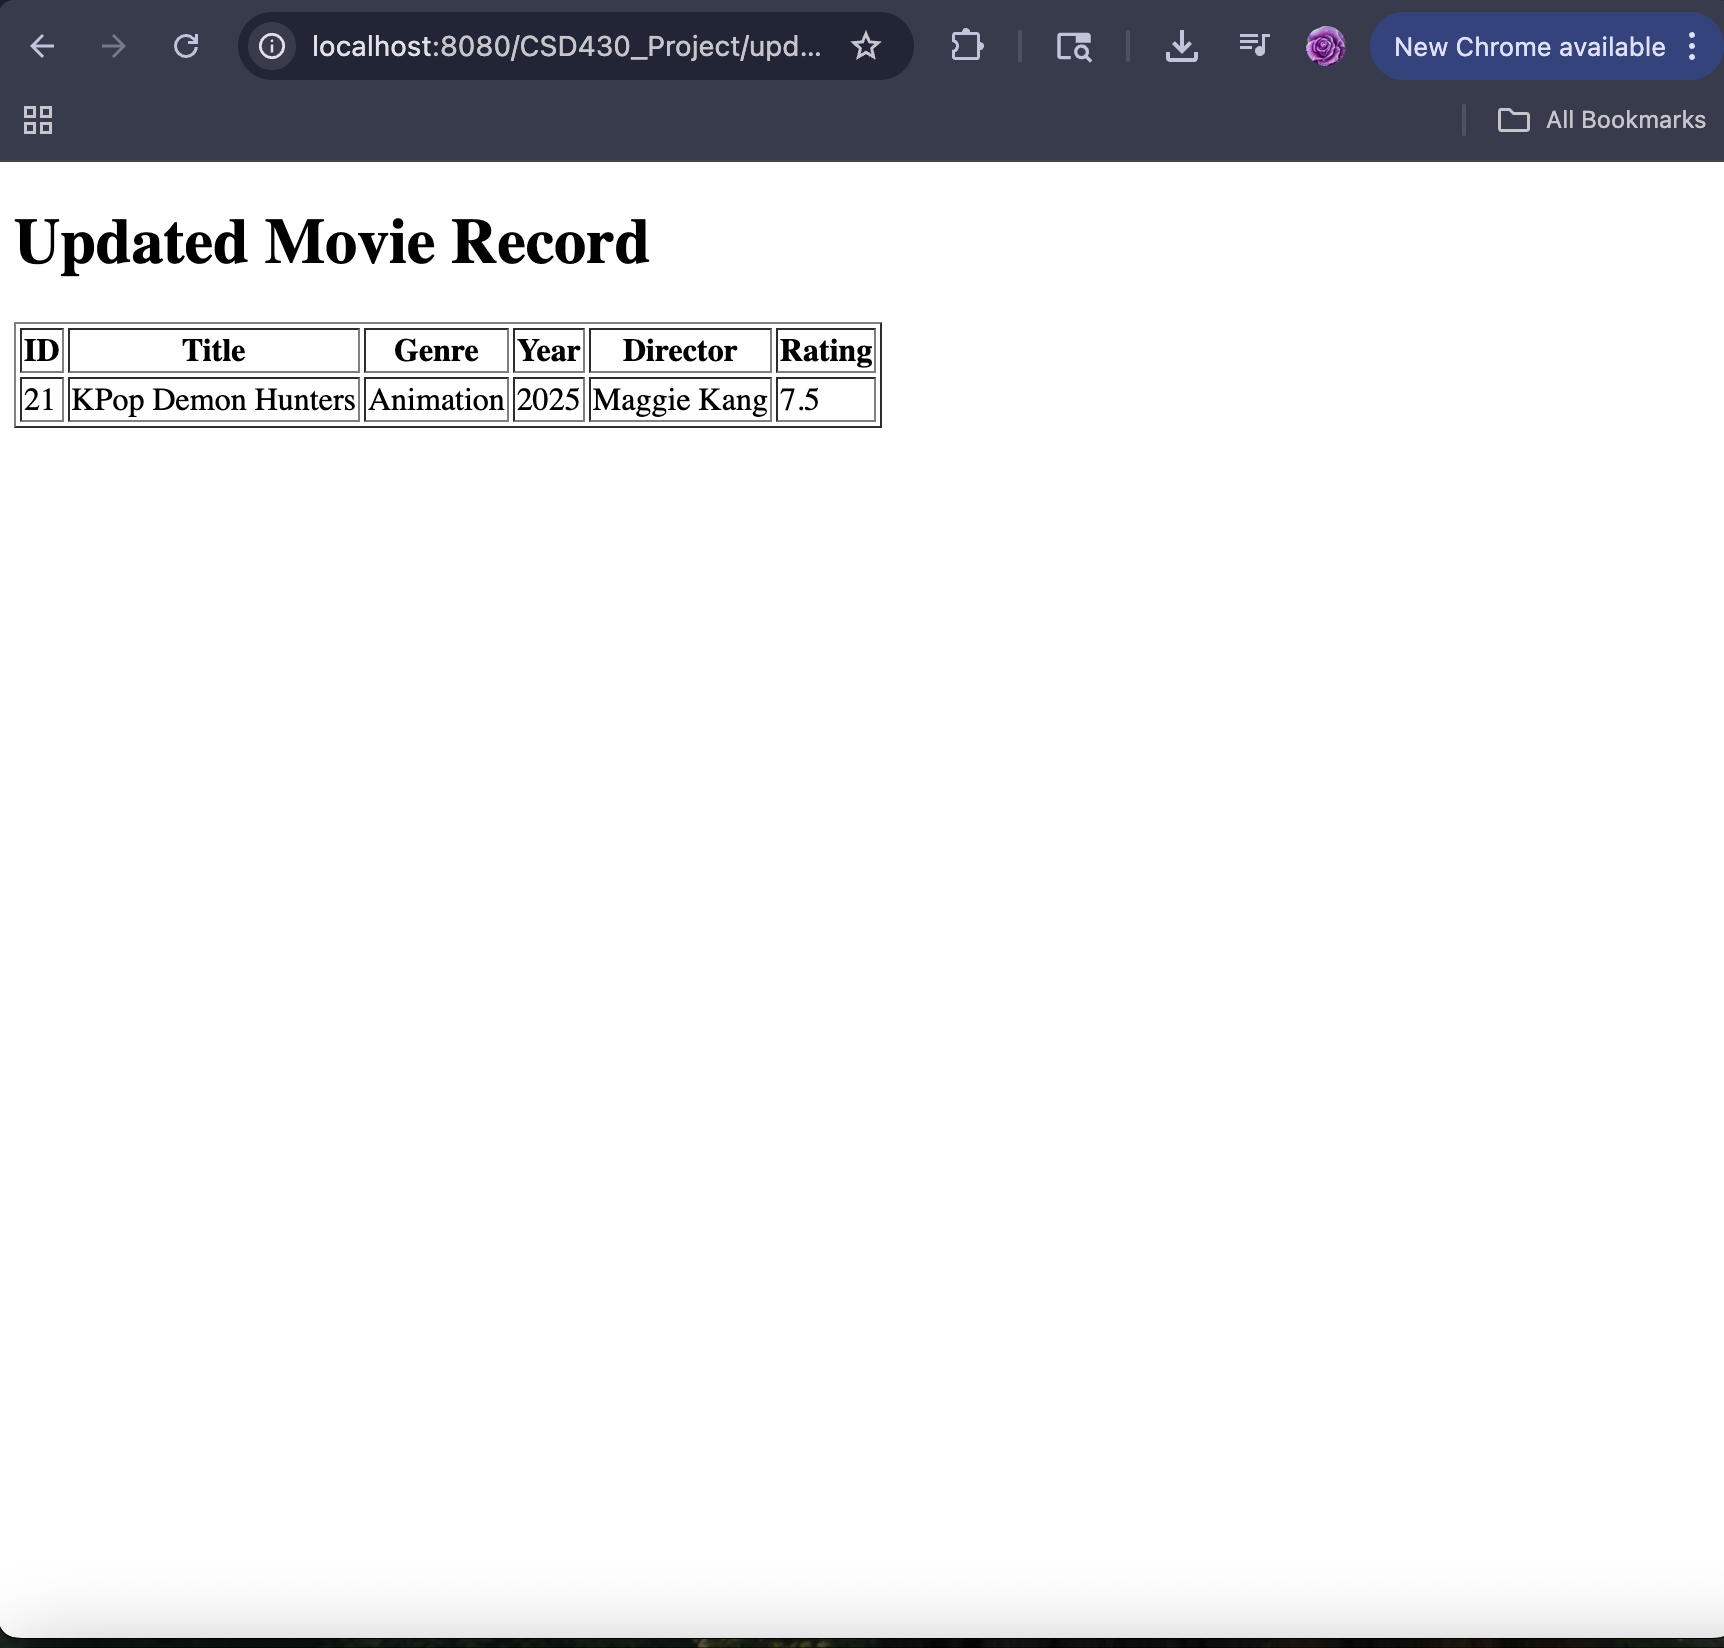 localhost:8080/CSD430_Project/upd...
New Chrome available
All Bookmarks
Updated Movie Record
ID Title Genre Year Director Rating
21 KPop Demon Hunters Animation 2025 Maggie Kang 7.5